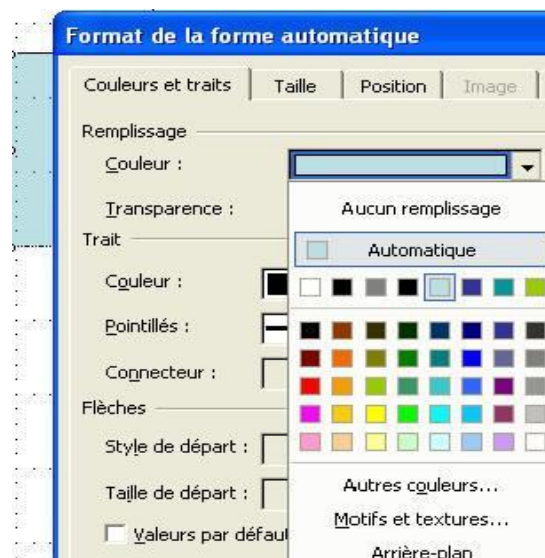 Format de la forme automatique
Couleurs et traits Taille Position Image
Remplissage
Couleur :
Transparence :
Aucun remplissage
Automatique
Trait
Couleur :
Pointillés :
Connecteur :
Flèches
Style de départ :
Taille de départ :
Valeurs par défau
Autres couleurs...
Motifs et textures...
Arrière-plan